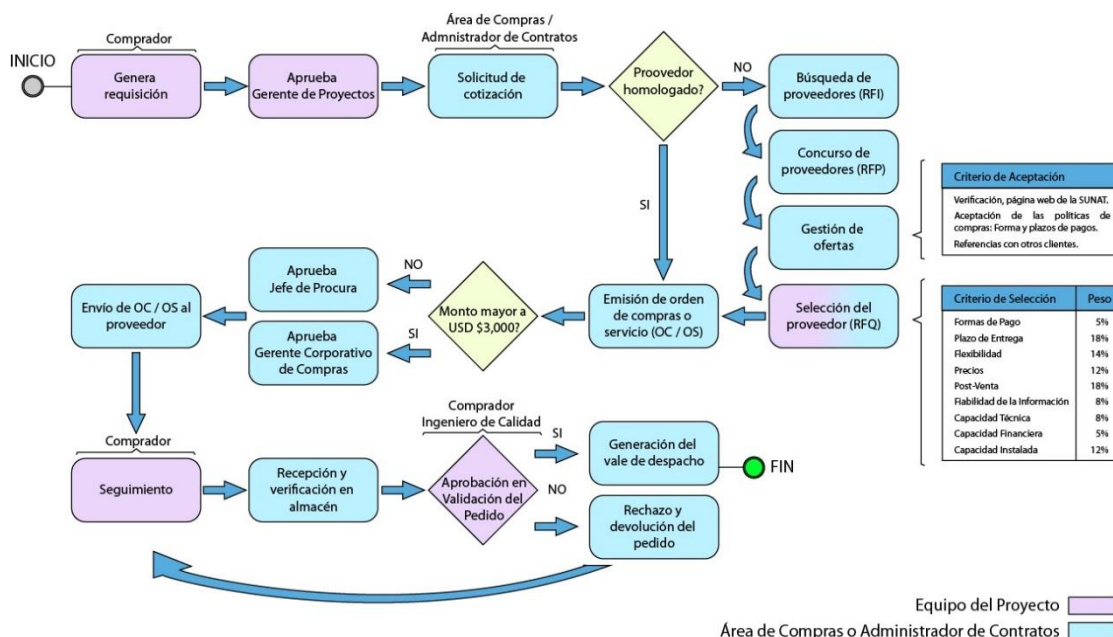 INICIO
Comprador
Genera
requisición
Aprueba
Gerente de Proyectos
Área de Compras /
Admnistrador de Contratos
Solicitud de
cotización
Proovedor
homologado?
NO
Búsqueda de
proveedores (RFI)
Concurso de
proveedores (RFP)
Gestión de
ofertas
Criterio de Aceptación
Verificación, página web de la SUNAT.
Aceptación de las políticas de
compras: Forma y plazos de pagos.
Referencias con otros clientes.
SI
Selección del
proveedor (RFQ)
Criterio de Selección Peso
Formas de Pago 5%
Plazo de Entrega 18%
Flexibilidad 14%
Precios 12%
Post-Venta 18%
Fiabilidad de la Información 8%
Capacidad Técnica 8%
Capacidad Financiera 5%
Capacidad Instalada 12%
Emisión de orden
de compras o
servicio (OC / OS)
Monto mayor a
USD $3,000?
NO
Aprueba
Jefe de Procura
SI
Aprueba
Gerente Corporativo
de Compras
Envío de OC / OS al
proveedor
Comprador
Seguimiento
Recepción y
verificación en
almacén
Comprador
Ingeniero de Calidad
Aprobación en
Validación del
Pedido
SI
Generación del
vale de despacho
FIN
NO
Rechazo y
devolución del
pedido
Equipo del Proyecto
Área de Compras o Administrador de Contratos